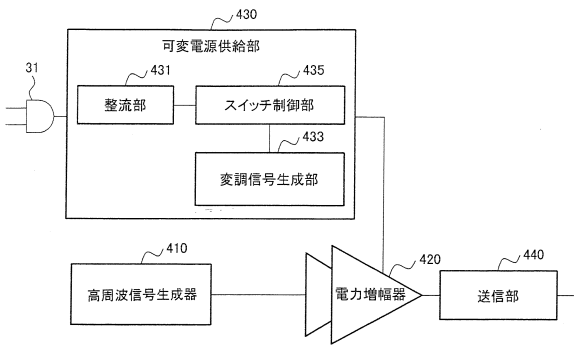 430
可変電源供給部
31
431
435
整流部
スイッチ制御部
433
変調信号生成部
410
420
440
高周波信号生成器
電力増幅器
送信部